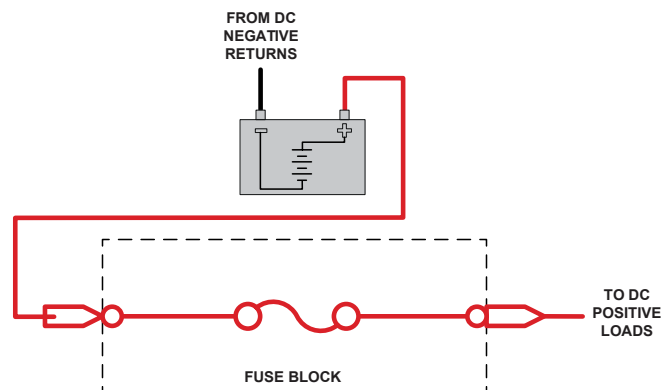 FROM DC
NEGATIVE
RETURNS
TO DC
POSITIVE
LOADS
FUSE BLOCK